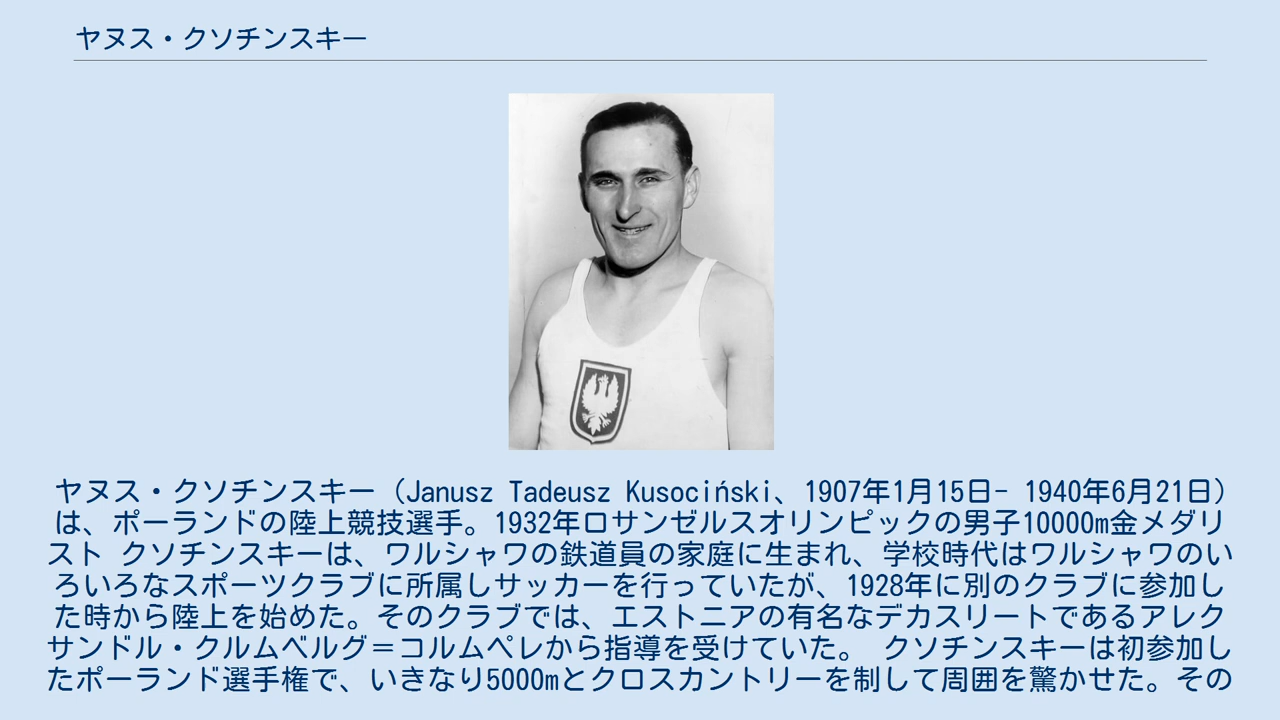 ヤヌス・クソチンスキー
ヤヌス・クソチンスキー（Janusz Tadeusz Kusociński、1907年1月15日- 1940年6月21日）
は、ポーランドの陸上競技選手。1932年ロサンゼルスオリンピックの男子10000m金メダリ
スト クソチンスキーは、ワルシャワの鉄道員の家庭に生まれ、学校時代はワルシャワのい
ろいろなスポーツクラブに所属しサッカーを行っていたが、1928年に別のクラブに参加し
た時から陸上を始めた。そのクラブでは、エストニアの有名なデカスリートであるアレク
サンドル・クルムベルグ＝コルムペレから指導を受けていた。 クソチンスキーは初参加し
たポーランド選手権で、いきなり5000mとクロスカントリーを制して周囲を驚かせた。その